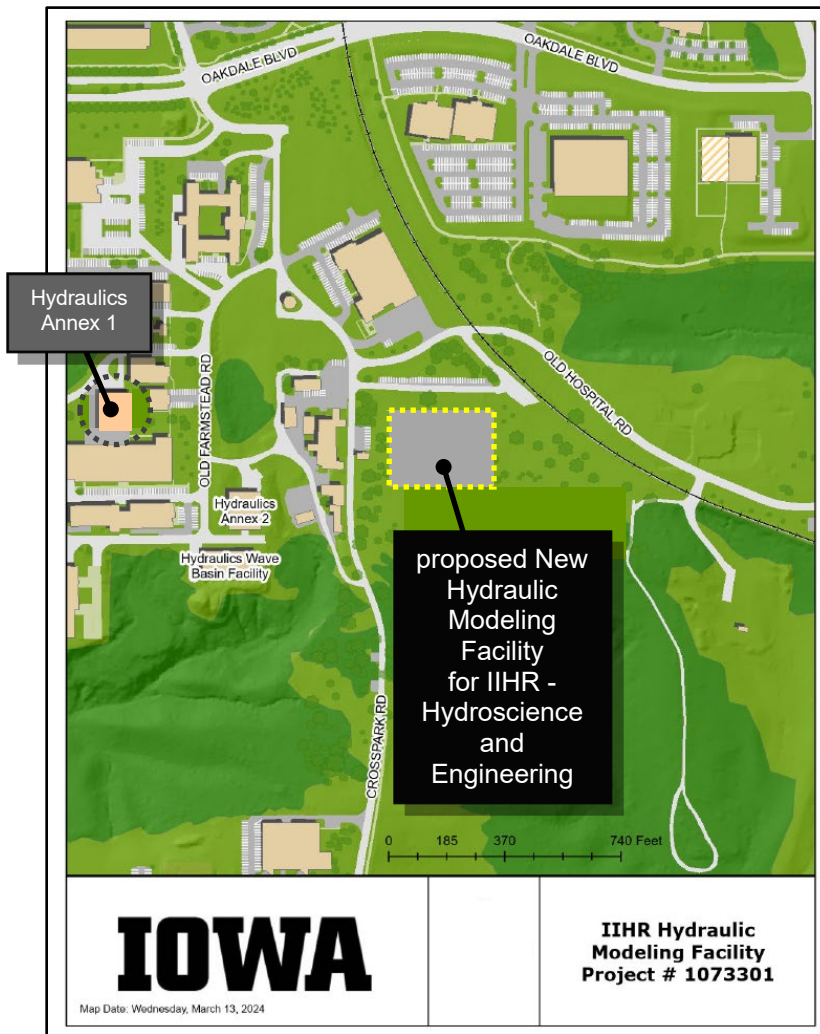 OAKDALE BLVD
OAKDALE BLVD
Hydraulics
Annex 1
OLD FARMSTEAD RD
OLD HOSPITAL RD
Hydraulics
Annex 2
Hydraulics Wave
Basin Facility
proposed New
Hydraulic
Modeling
Facility
for IIHR -
Hydroscience
and
Engineering
CROSSPARK RD
0 185 370 740 Feet
IOWA
Map Date: Wednesday, March 13, 2024
IIHR Hydraulic
Modeling Facility
Project # 1073301